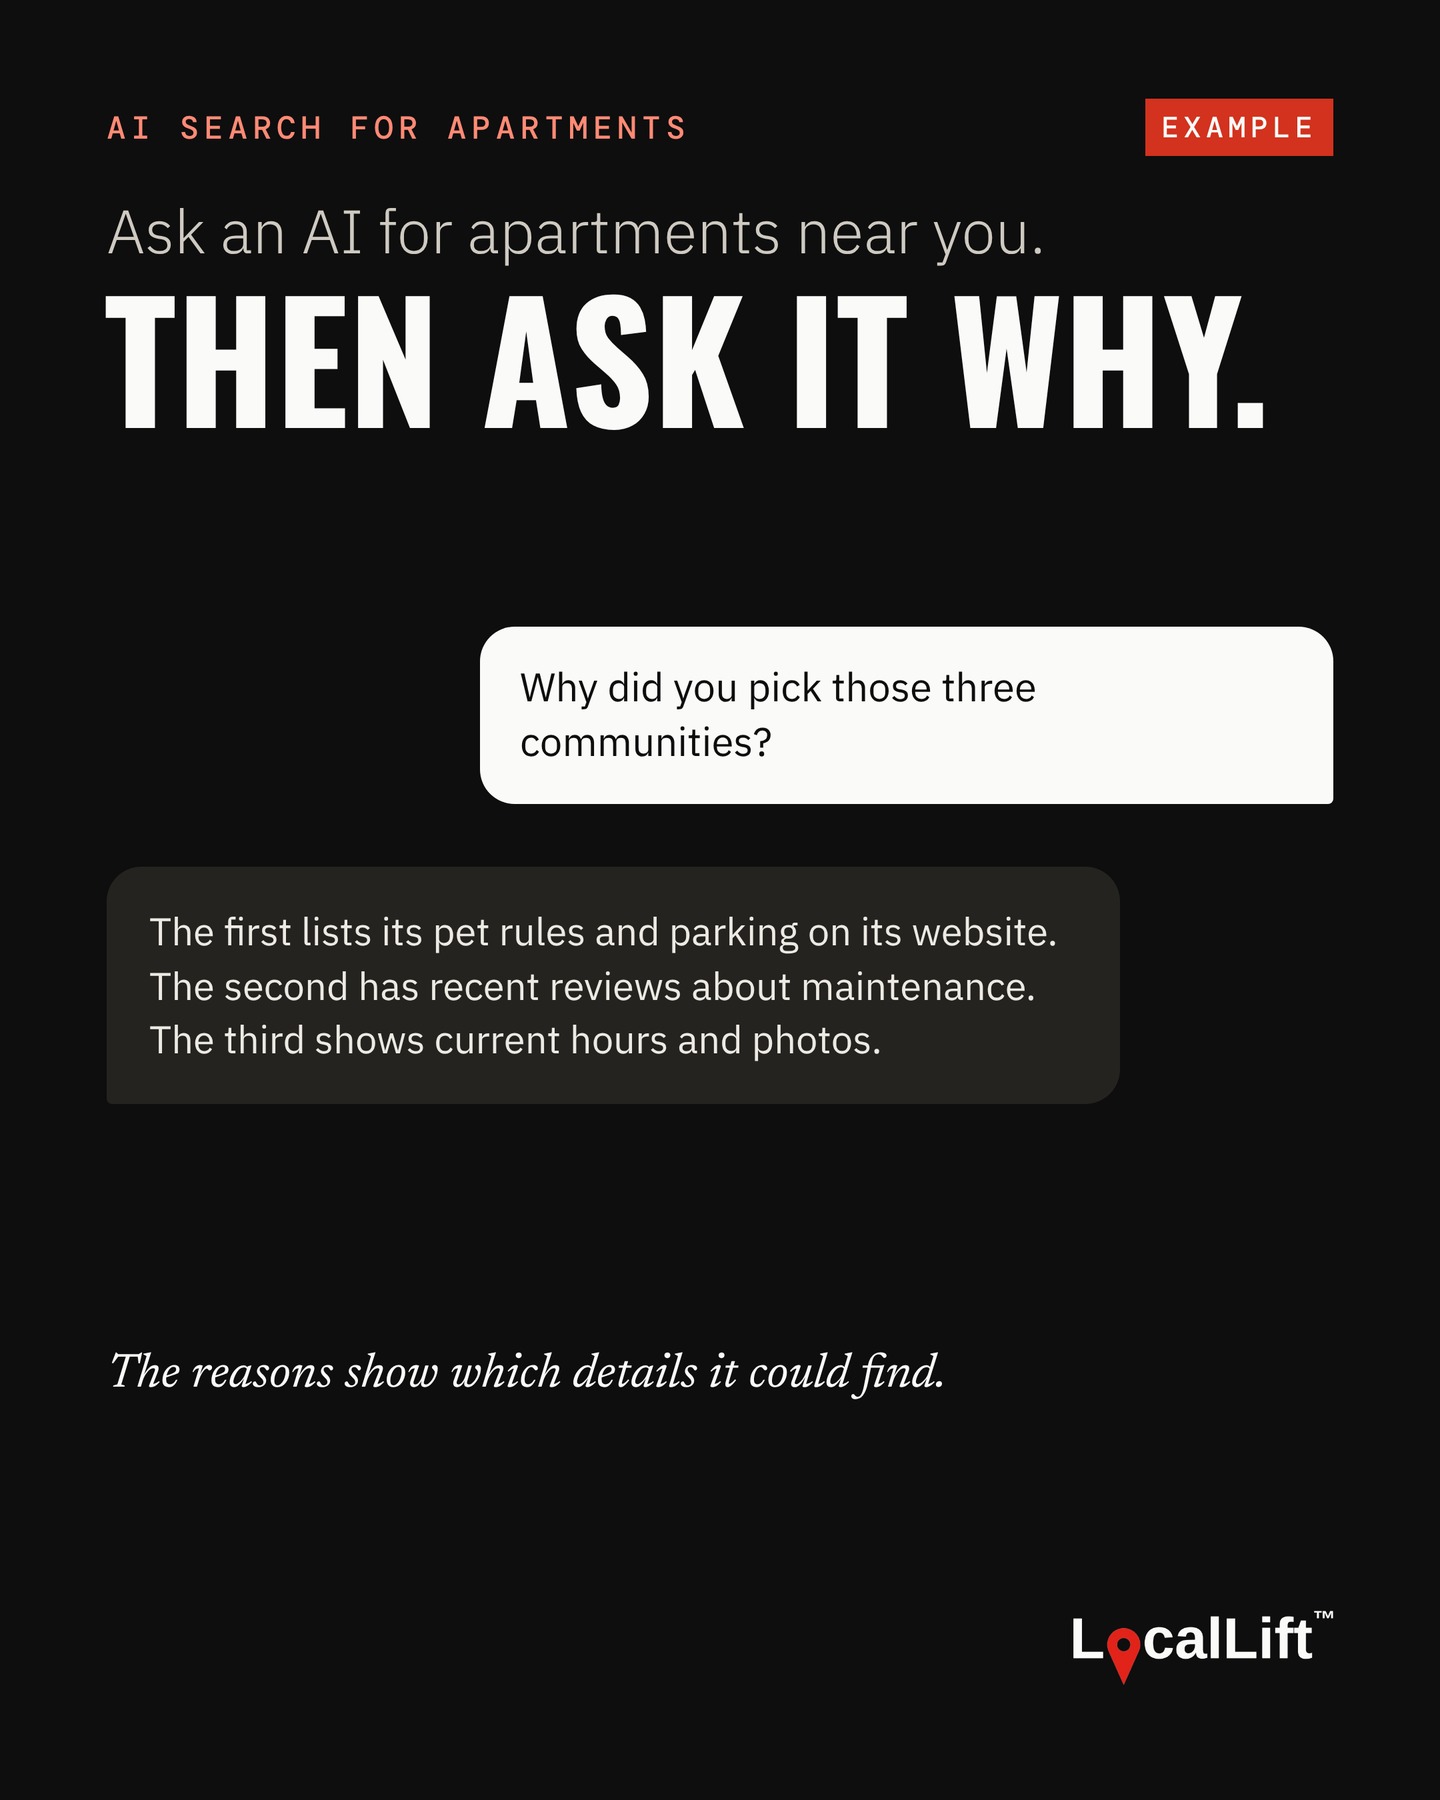 AI SEARCH FOR APARTMENTS
EXAMPLE
Ask an AI for apartments near you.
THEN ASK IT WHY.
Why did you pick those three
communities?
The first lists its pet rules and parking on its website.
The second has recent reviews about maintenance.
The third shows current hours and photos.
The reasons show which details it could find.
LocalLift™